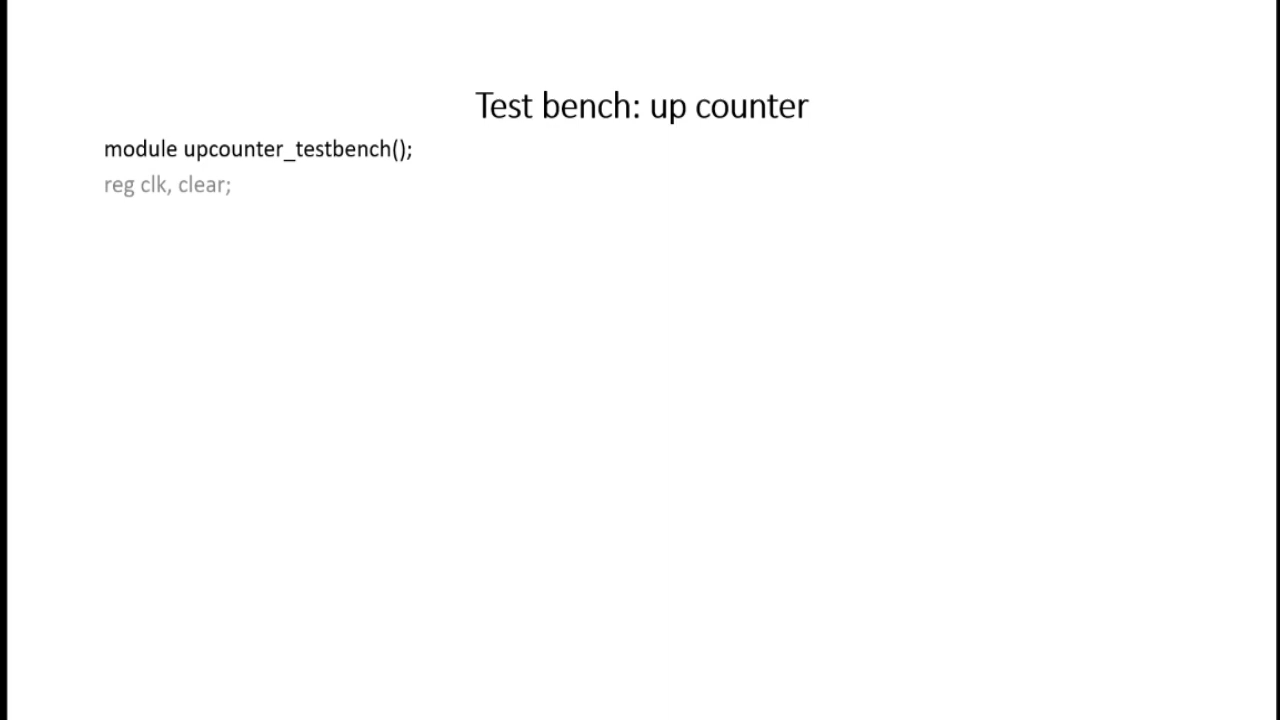 Test bench: up counter
module upcounter_testbench();
reg clk, clear;